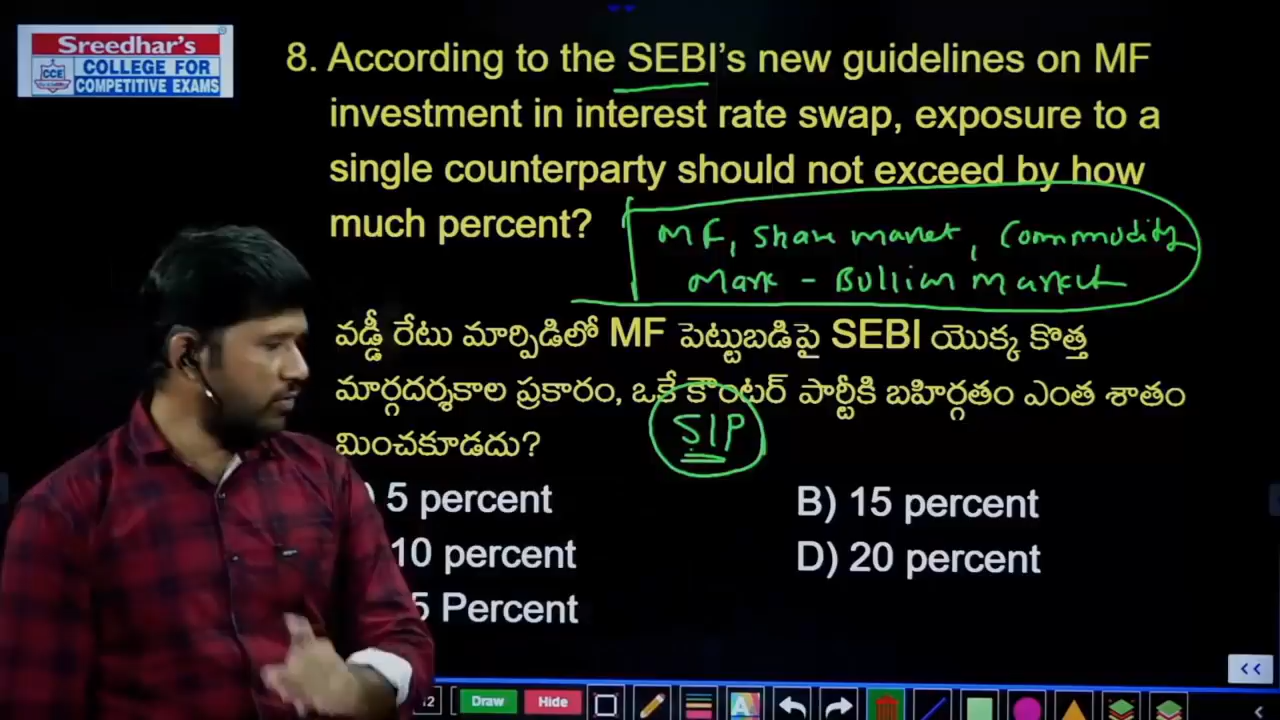 Sreedhar's
CCE
COLLEGE FOR
COMPETITIVE EXAMS
8. According to the SEBI's new guidelines on MF
investment in interest rate swap, exposure to a
single counterparty should not exceed by how
much percent?
MF, share market, Commodity
Mark - Bullian market
వడ్డీ రేటు మార్పిడిలో MF పెట్టుబడిపై SEBI యొక్క కొత్త
మార్గదర్శకాల ప్రకారం, ఒకే కౌంటర్ పార్టీకి బహిర్గతం ఎంత శాతం
మించకూడదు?
SIP
) 5 percent
B) 15 percent
10 percent
D) 20 percent
5 Percent
<<
12
Draw
Hide